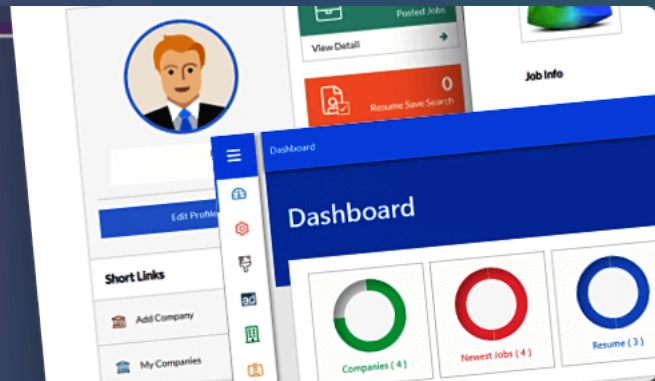 Posted Jobs
View Detail
0
Resume Save Search
Job Info
Edit Profile
Short Links
Add Company
My Companies
Dashboard
Dashboard
ad
Companies ( 4 )
Newest Jobs ( 4 )
Resume ( 3 )